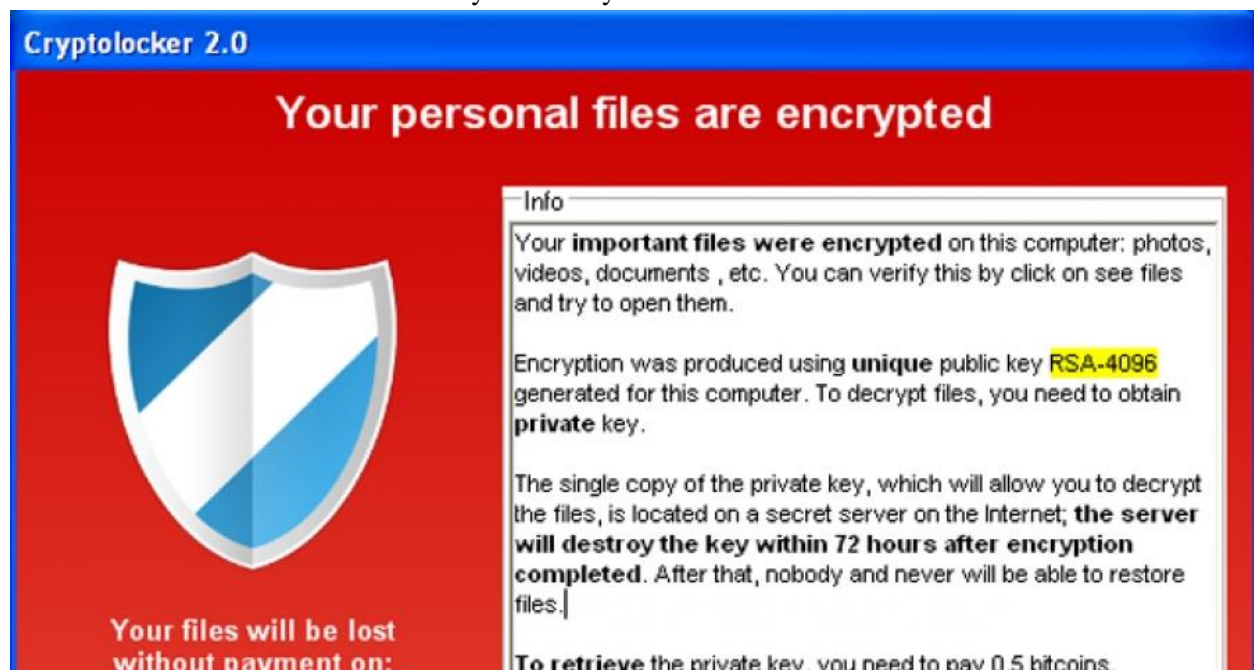 Cryptolocker 2.0
Your personal files are encrypted
Info
Your important files were encrypted on this computer: photos,
videos, documents , etc. You can verify this by click on see files
and try to open them.
Encryption was produced using unique public key RSA-4096
generated for this computer. To decrypt files, you need to obtain
private key.
The single copy of the private key, which will allow you to decrypt
the files, is located on a secret server on the Internet; the server
will destroy the key within 72 hours after encryption
completed. After that, nobody and never will be able to restore
files.
To retrieve the private key, you need to pay 0.5 bitcoins.
Your files will be lost
without payment on: